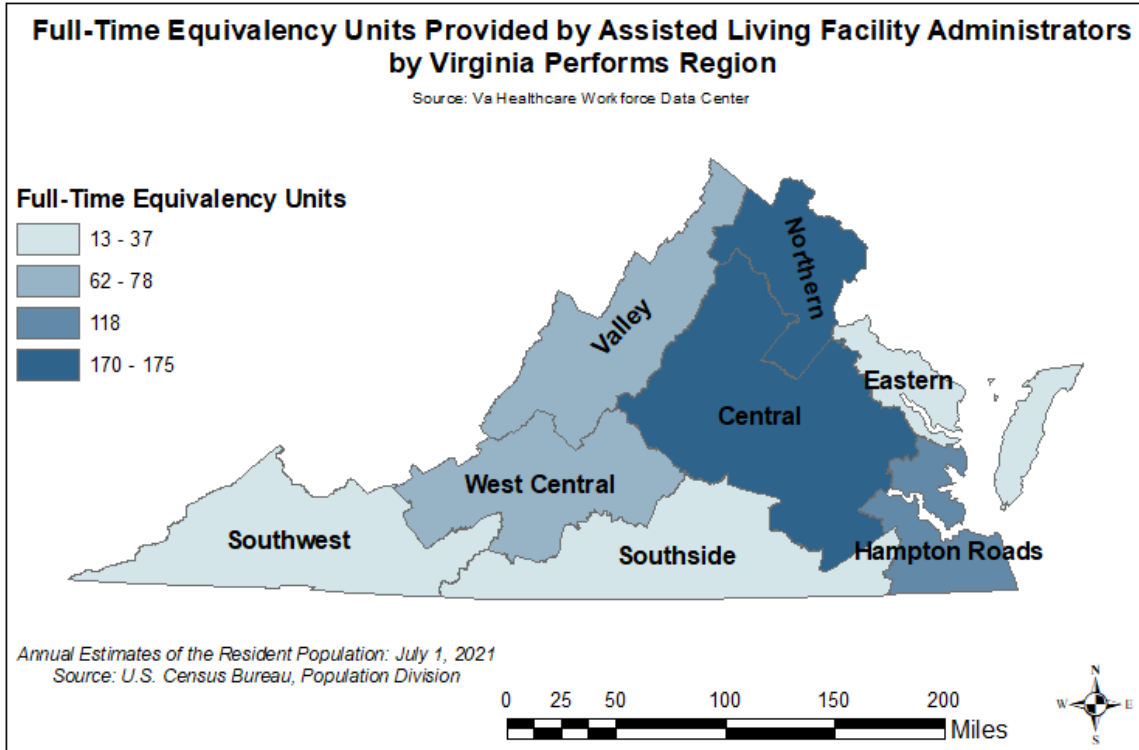 Full-Time Equivalency Units Provided by Assisted Living Facility Administrators
by Virginia Performs Region
Source: Va Healthcare Workforce Data Center
Full-Time Equivalency Units
13 - 37
62 - 78
118
170 - 175
Northern
Valley
Eastern
Central
West Central
Southwest
Southside
Hampton Roads
Annual Estimates of the Resident Population: July 1, 2021
Source: U.S. Census Bureau, Population Division
0 25 50 100 150 200
Miles
N
W E
S